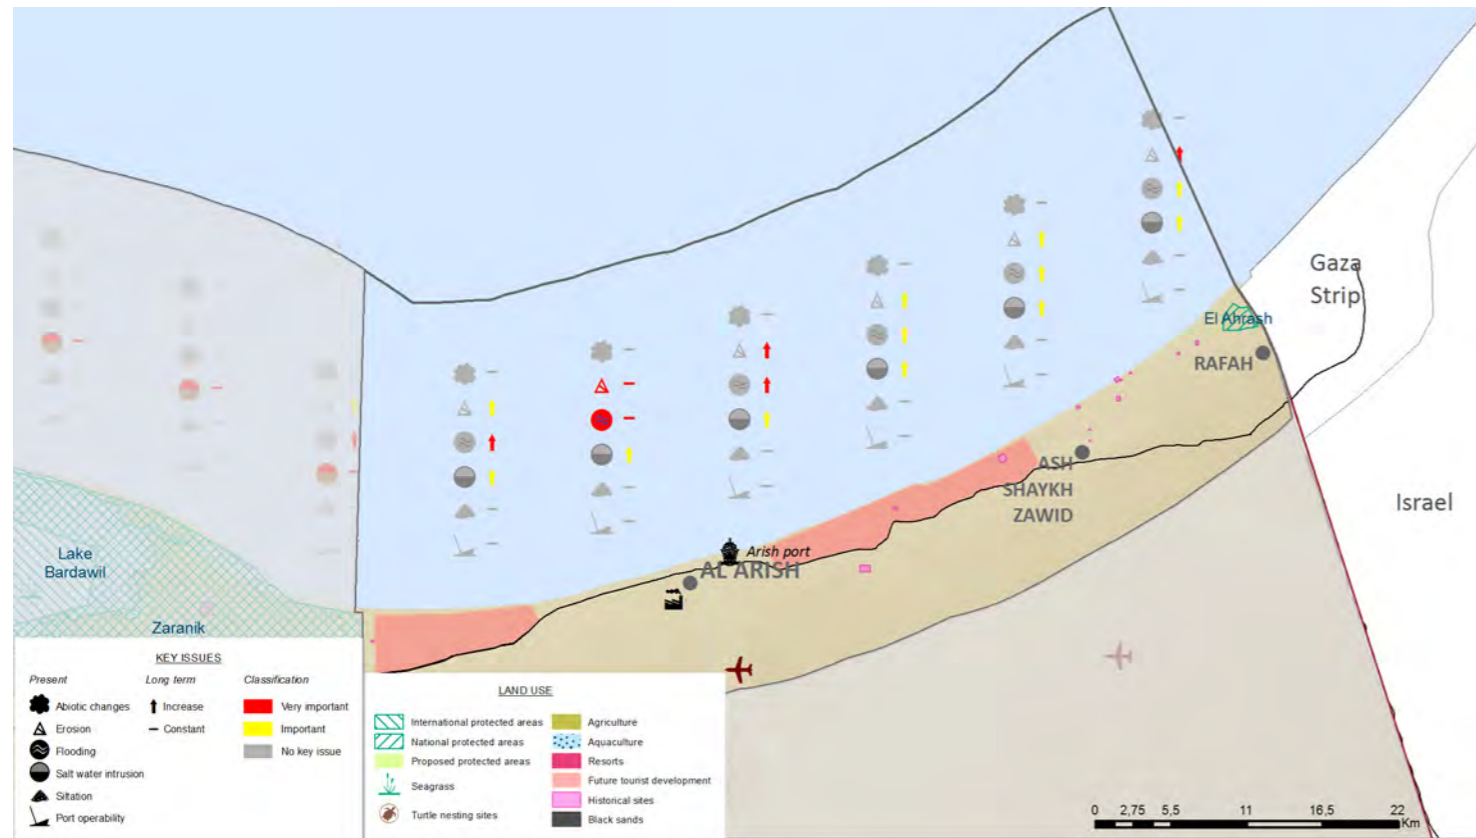 Gaza
Strip
El Ahrash
RAFAH
Israel
ASH
SHAYKH
ZAWID
Arish port
AL ARISH
Lake
Bardawil
Zaranik
KEY ISSUES
Present
Long term
Classification
Abiotic changes
Increase
Very important
Erosion
Constant
Important
Flooding
No key issue
Salt water intrusion
Siltation
Port operability
LAND USE
International protected areas
National protected areas
Proposed protected areas
Seagrass
Turtle nesting sites
Agriculture
Aquaculture
Resorts
Future tourist development
Historical sites
Black sands
0 2,75 5,5 11 16,5 22
Km